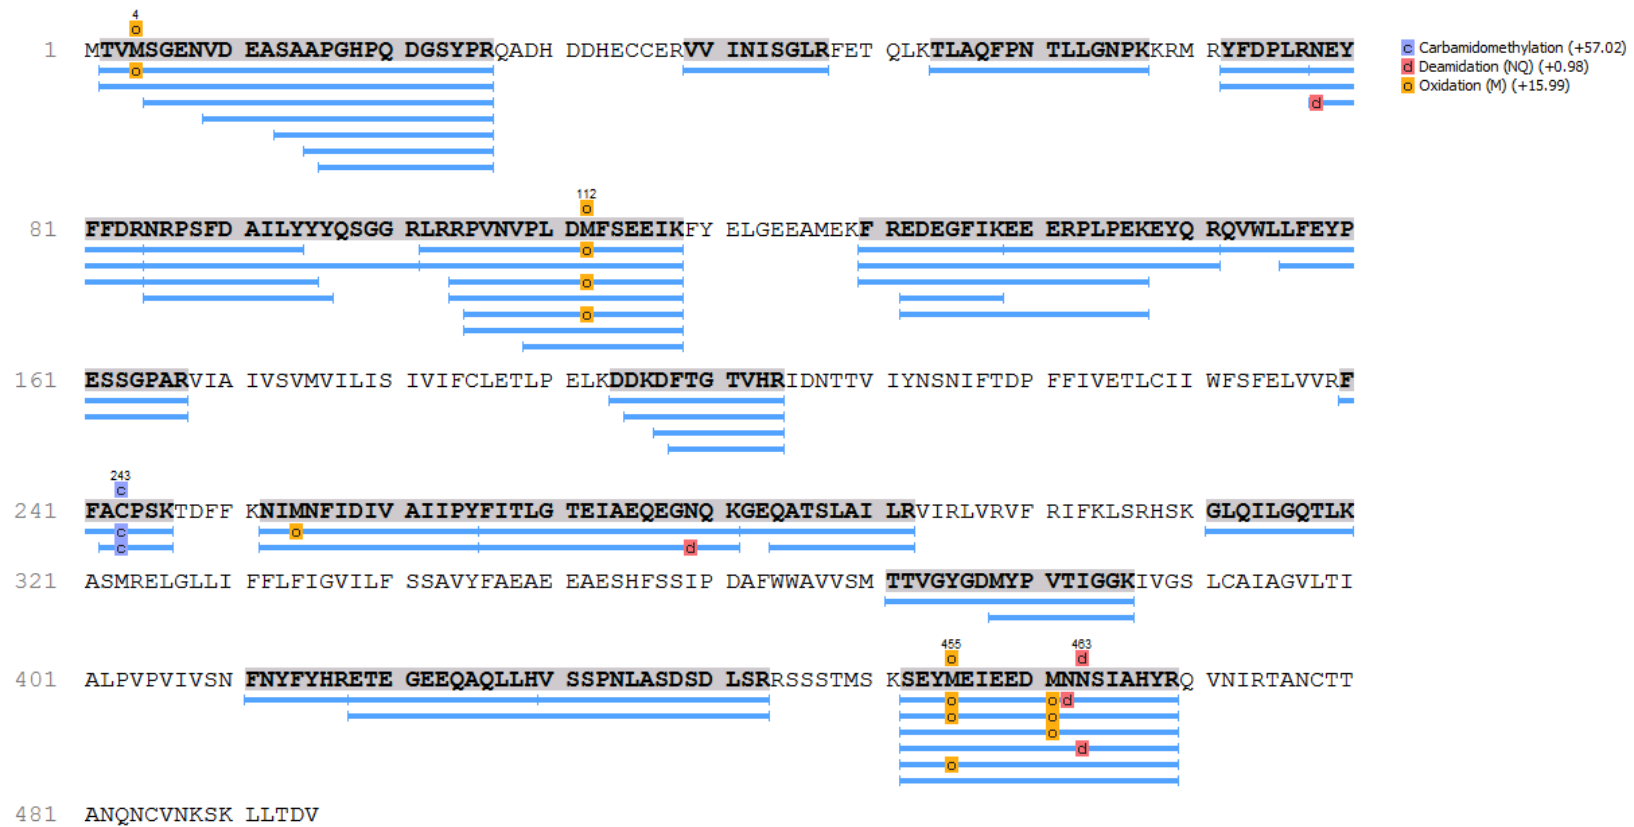 4
o
1 MTVMSGENVD EASAAPGHPQ DGSYPRQADH DDHECCERVV INISGLRFET QLKTLAQFPN TLLGNPKKRM RYFDPLRNEY
c Carbamidomethylation (+57.02)
d Deamidation (NQ) (+0.98)
o Oxidation (M) (+15.99)
o
d
112
o
81 FFDRNRPSFD AILYYYQSGG RLRRPVNVPL DMFSEEIKFY ELGEEAMEKF REDEGFIKEE ERPLPEKEYQ RQVWLLFEYP
o
o
o
161 ESSGPARVIA IVSVMVILIS IVIFCLETLP ELKDDKDFTG TVHRIDNTTV IYNSNIFTDP FFIVETLCII WFSFELVVRF
243
c
241 FACPSKTDFF KNIMNFIDIV AIIPYFITLG TEIAEQEGNQ KGEQATSLAI LRVIRLVRVF RIFKLSRHSK GLQILGQTLK
c o
c d
321 ASMRELGLLI FFLFIGVILF SSAVYFAEAE EAESHFSSIP DAFWWAVVSM TTVGYGDMYP VTIGGKIVGS LCAIAGVLTI
455 463
o d
401 ALPVPVIVSN FNYFYHRETE GEEQAQLLHV SSPNLASDSD LSRRSSSTMS KSEYMEIEED MNNSIAHYRQ VNIRTANCTT
o o d
o o
o
d
o
481 ANQNCVNKSK LLTDV